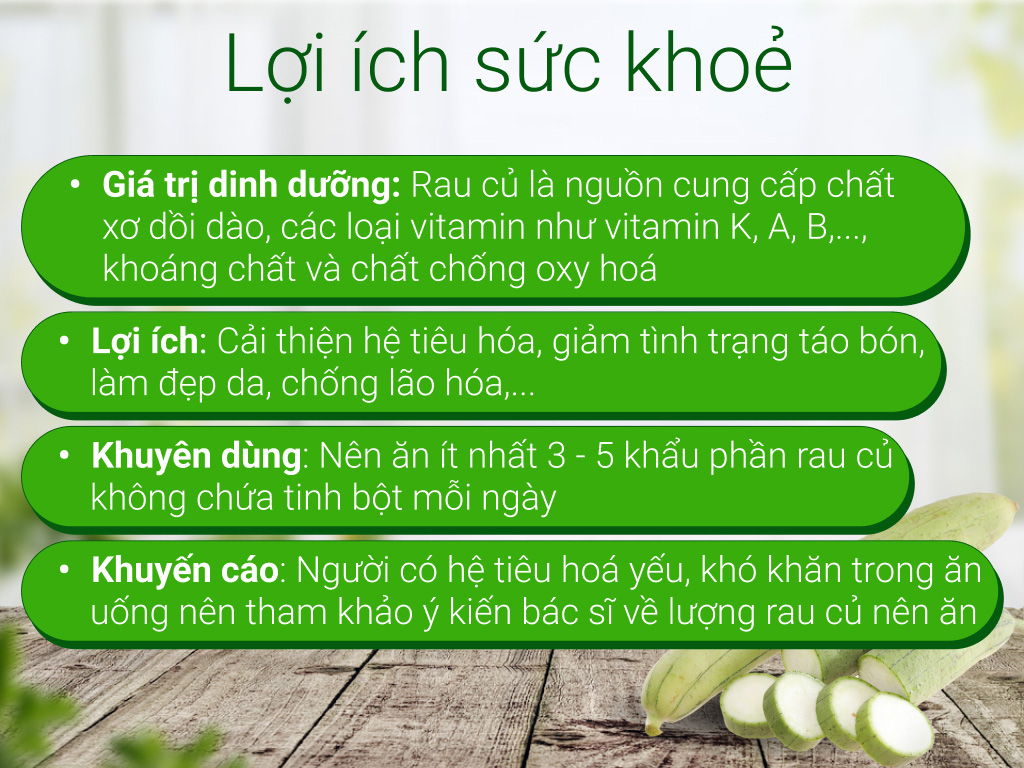 Lợi ích sức khoẻ
• Giá trị dinh dưỡng: Rau củ là nguồn cung cấp chất
xơ dồi dào, các loại vitamin như vitamin K, A, B,...,
khoáng chất và chất chống oxy hoá
• Lợi ích: Cải thiện hệ tiêu hóa, giảm tình trạng táo bón,
làm đẹp da, chống lão hóa,...
• Khuyên dùng: Nên ăn ít nhất 3 - 5 khẩu phần rau củ
không chứa tinh bột mỗi ngày
• Khuyến cáo: Người có hệ tiêu hoá yếu, khó khăn trong ăn
uống nên tham khảo ý kiến bác sĩ về lượng rau củ nên ăn